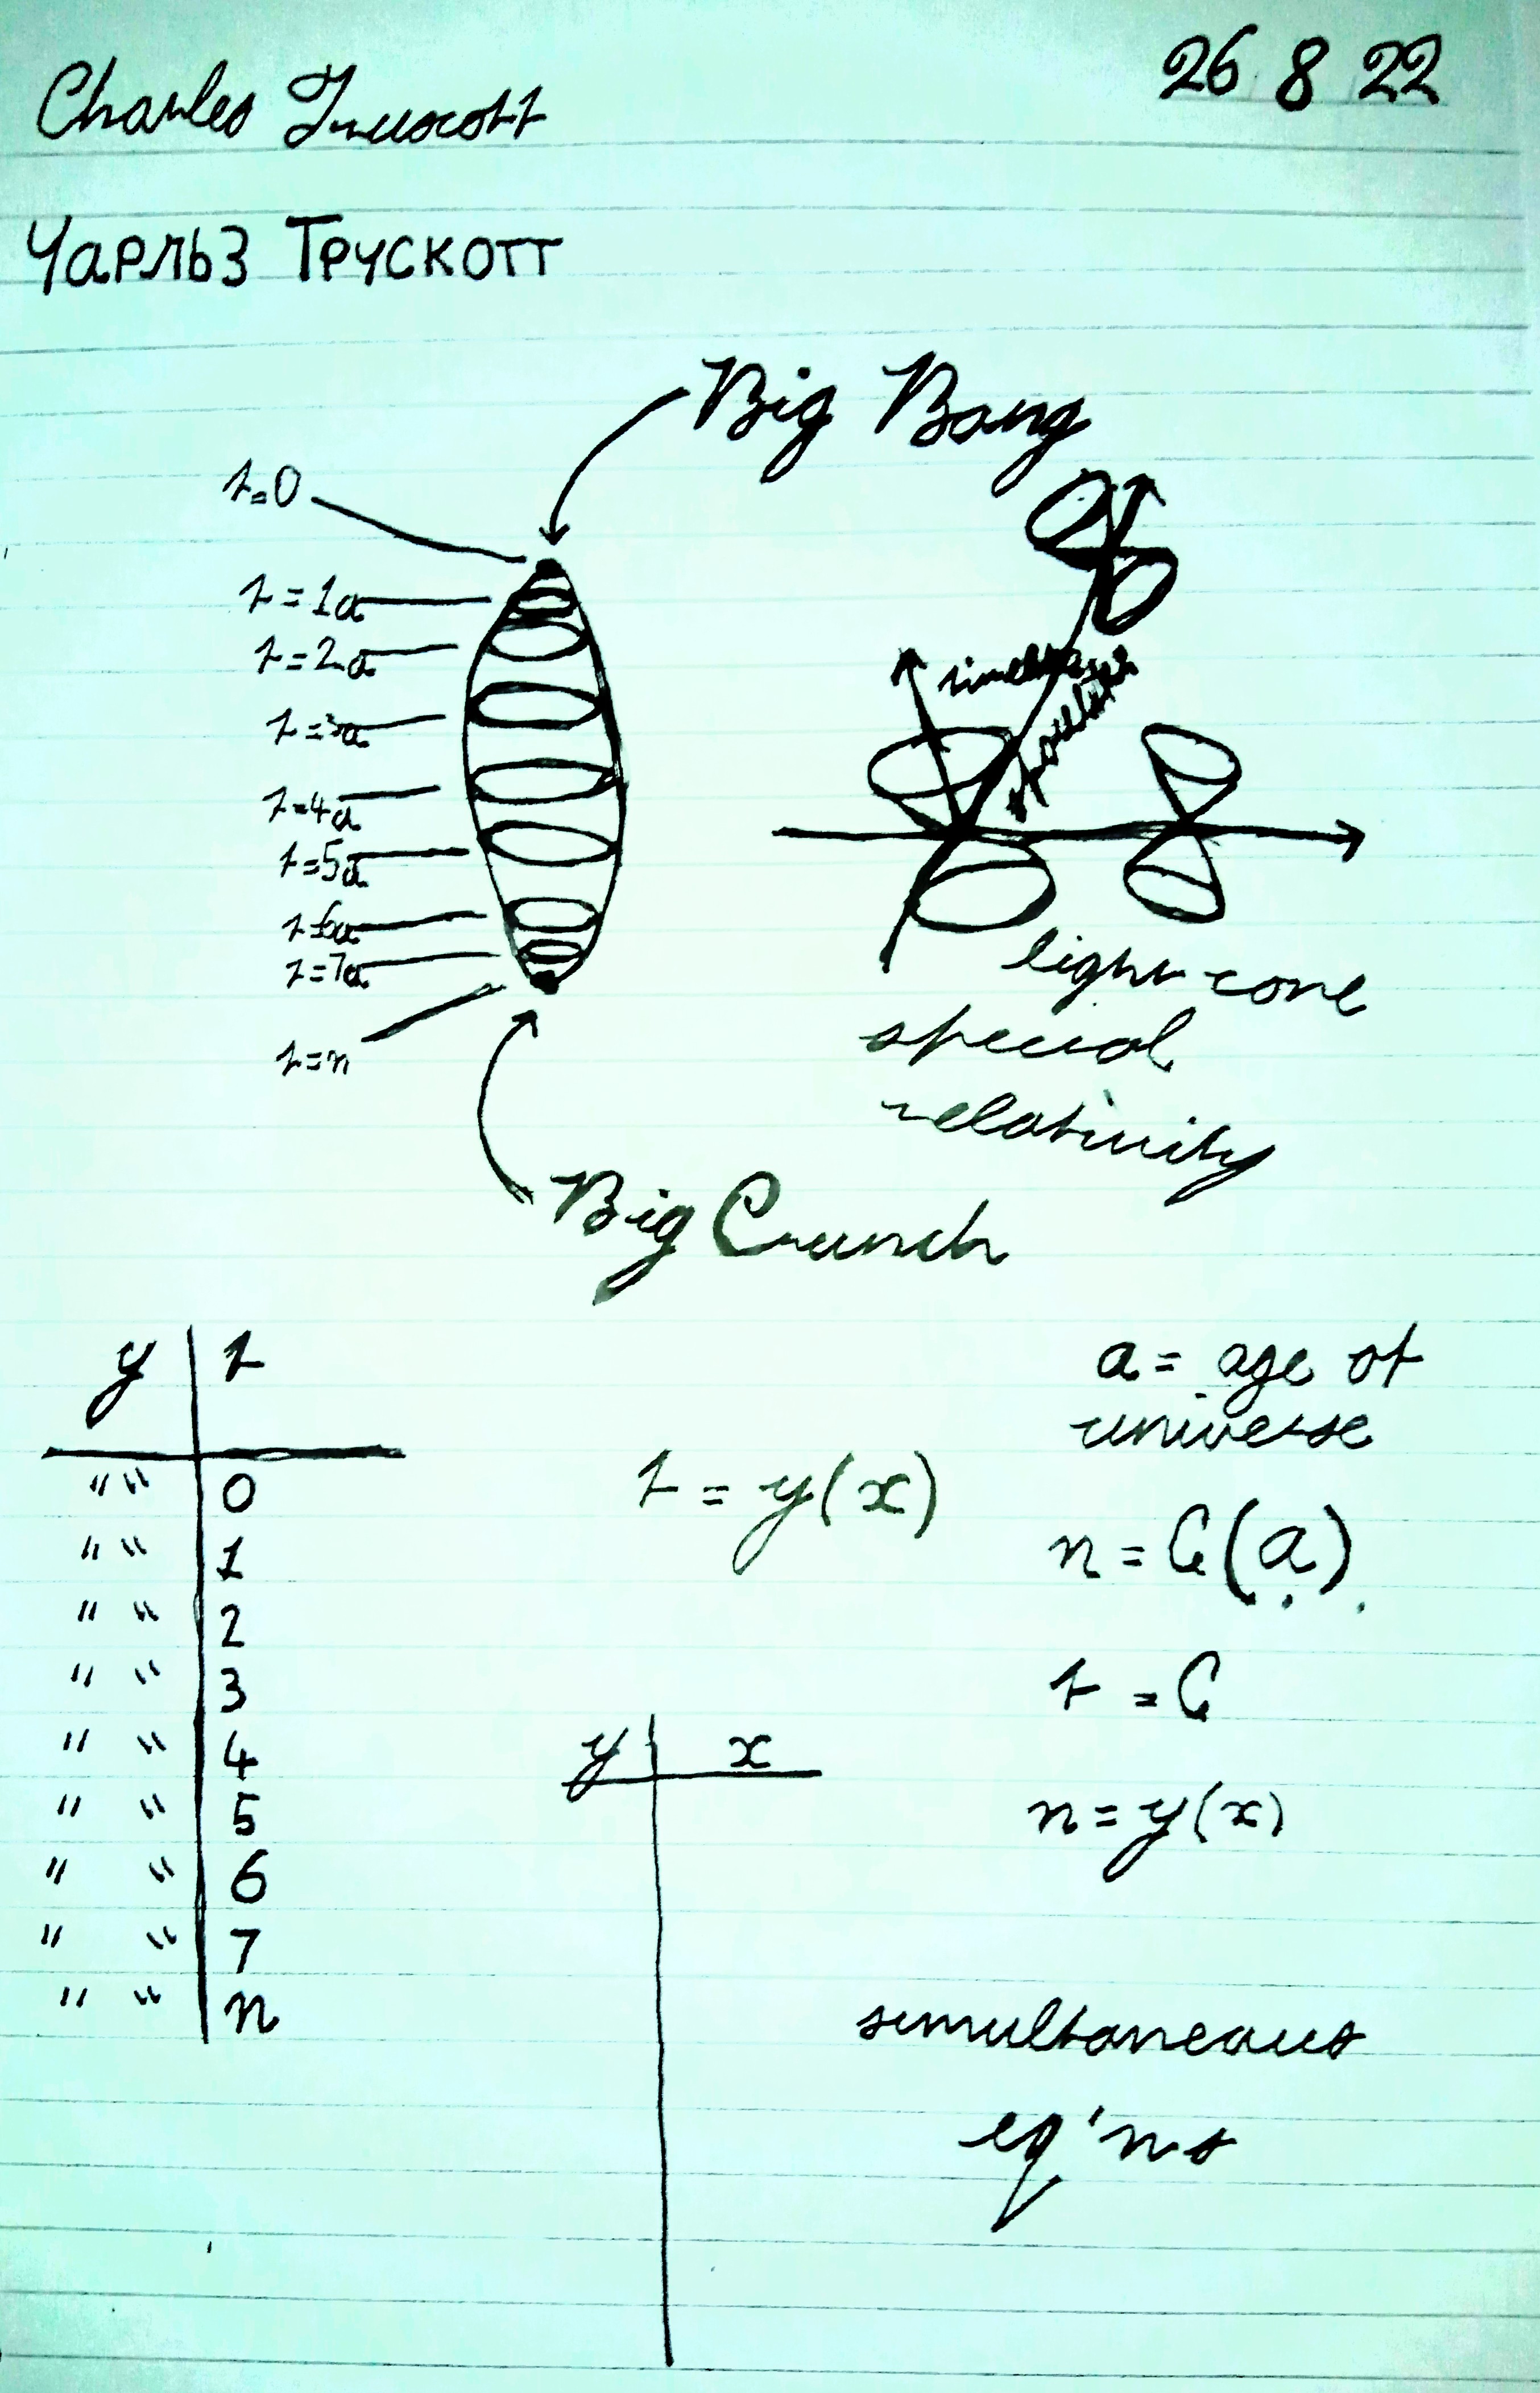 Charles Truscott
26 8 22
Чарльз Трускотт
Big Bang
t=0
t=1a
t=2a
t=3a
t=4a
t=5a
t=6a
t=7a
t=n
timelike
spacelike
light cone
special
relativity
Big Crunch
y t
"" 0
"" 1
"" 2
"" 3
"" 4
"" 5
"" 6
"" 7
"" n
t = y(x)
a = age of
universe
n = C(a)
t = C
n = y(x)
y x
simultaneous
eq'ns